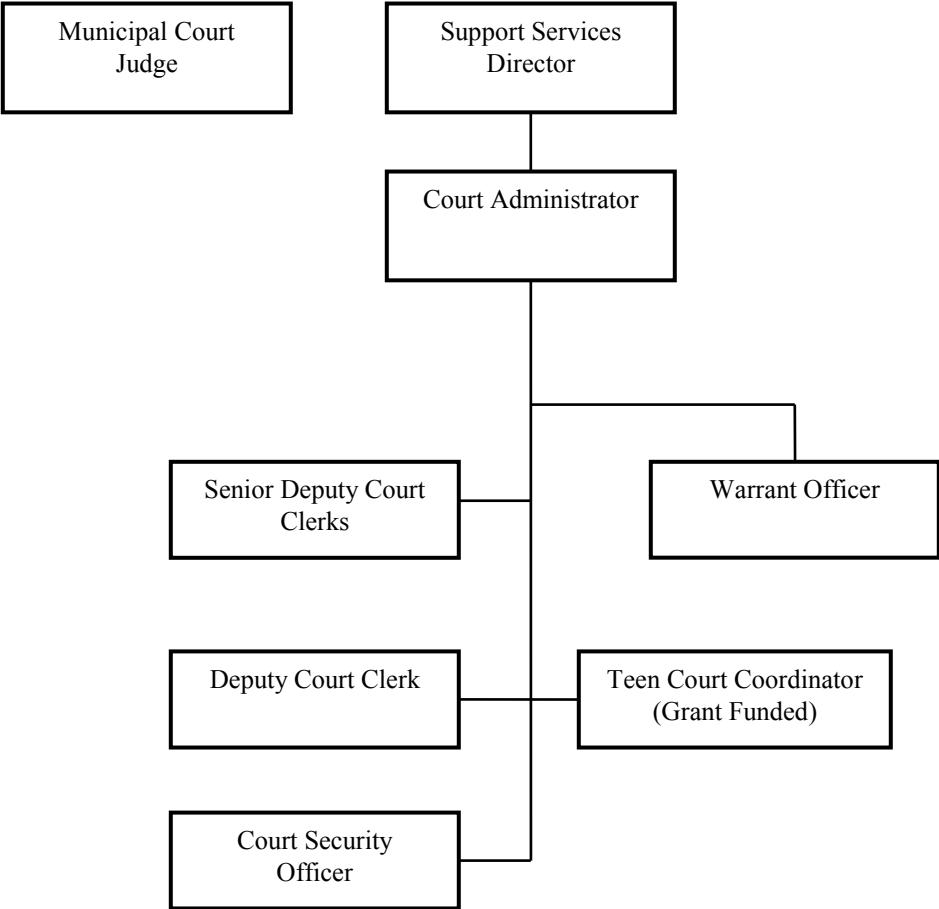 Municipal Court
Judge
Support Services
Director
Court Administrator
Senior Deputy Court
Clerks
Warrant Officer
Deputy Court Clerk
Teen Court Coordinator
(Grant Funded)
Court Security
Officer